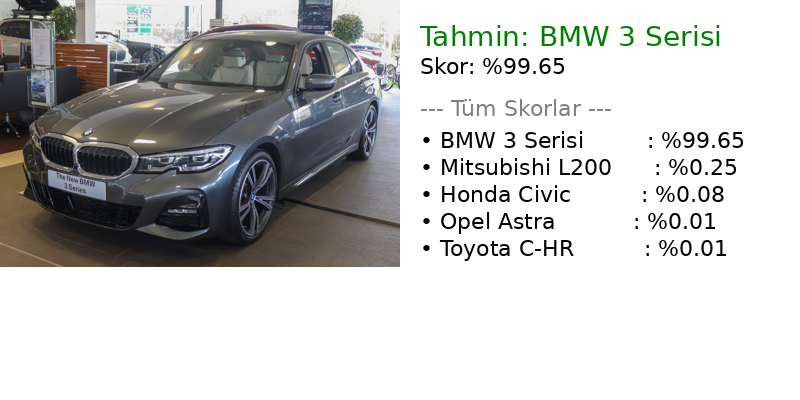 The New BMW
3 Series
Tahmin: BMW 3 Serisi
Skor: %99.65
--- Tüm Skorlar ---
• BMW 3 Serisi : %99.65
• Mitsubishi L200 : %0.25
• Honda Civic : %0.08
• Opel Astra : %0.01
• Toyota C-HR : %0.01